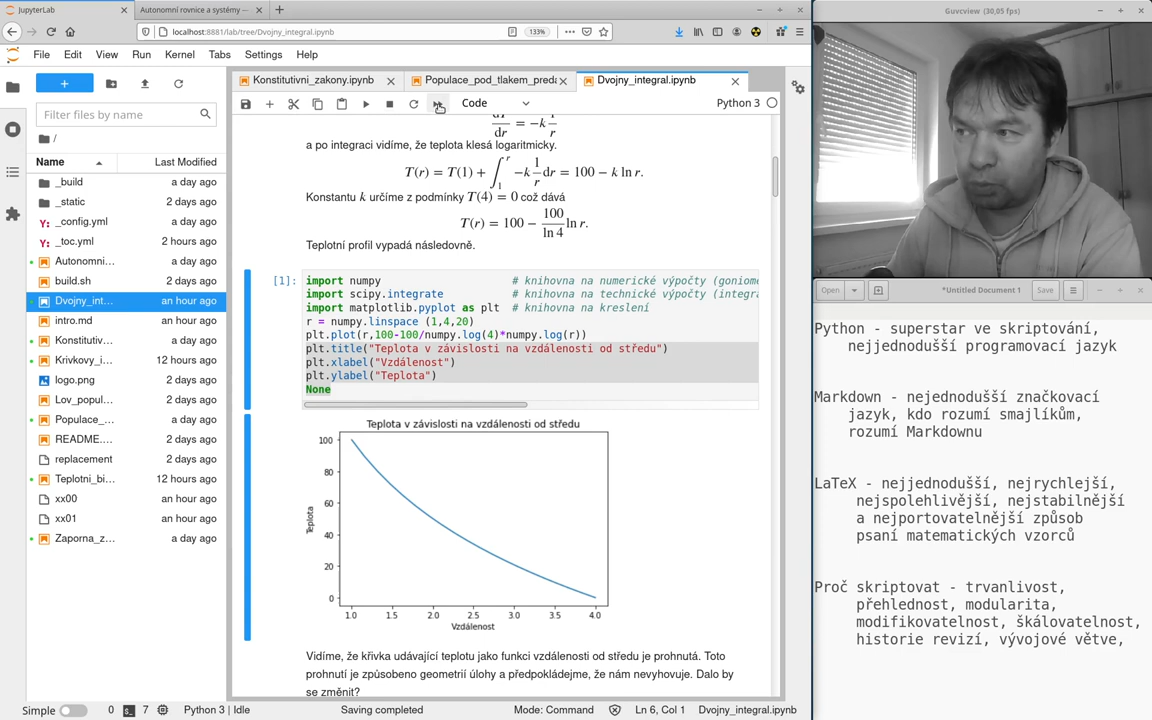 JupyterLab
Autonomní rovnice a systémy —
Guvcview (30,05 fps)
localhost:8881/lab/tree/Dvojny_integral.ipynb
133%
File Edit View Run Kernel Tabs Settings Help
Konstitutivni_zakony.ipynb
Populace_pod_tlakem_preda
Dvojny_integral.ipynb
Code
Python 3
Filter files by name
/
Name
Last Modified
_build a day ago
_static 2 days ago
_config.yml a day ago
_toc.yml 2 hours ago
Autonomni... a day ago
build.sh 2 days ago
Dvojny_int... an hour ago
intro.md 2 days ago
Konstitutiv... a day ago
Krivkovy_i... 12 hours ago
logo.png 2 days ago
Lov_popul... 2 days ago
Populace_... a day ago
README.... 2 days ago
replacement 2 days ago
Teplotni_bi... 12 hours ago
xx00 an hour ago
xx01 an hour ago
Zaporna_z... a day ago
dT/dr = −k 1/r
a po integraci vidíme, že teplota klesá logaritmicky.
T(r) = T(1) + ∫₁ʳ −k 1/r dr = 100 − k ln r.
Konstantu k určíme z podmínky T(4) = 0 což dává
T(r) = 100 − 100/ln 4 ln r.
Teplotní profil vypadá následovně.
[1]:
import numpy # knihovna na numerické výpočty (goniome
import scipy.integrate # knihovna na technické výpočty (integra
import matplotlib.pyplot as plt # knihovna na kreslení
r = numpy.linspace (1,4,20)
plt.plot(r,100-100/numpy.log(4)*numpy.log(r))
plt.title("Teplota v závislosti na vzdálenosti od středu")
plt.xlabel("Vzdálenost")
plt.ylabel("Teplota")
None
Teplota v závislosti na vzdálenosti od středu
100
80
60
40
20
0
Teplota
1.0 1.5 2.0 2.5 3.0 3.5 4.0
Vzdálenost
Vidíme, že křivka udávající teplotu jako funkci vzdálenosti od středu je prohnutá. Toto
prohnutí je způsobeno geometrií úlohy a předpokládejme, že nám nevyhovuje. Dalo by
se změnit?
Simple
0
7
Python 3 | Idle
Saving completed
Mode: Command
Ln 6, Col 1
Dvojny_integral.ipynb
Open
*Untitled Document 1
Save
Python - superstar ve skriptování,
nejjednodušší programovací jazyk
Markdown - nejednodušší značkovací
jazyk, kdo rozumí smajlíkům,
rozumí Markdownu
LaTeX - nejjednodušší, nejrychlejší,
nejspolehlivější, nejstabilnější
a nejportovatelnější způsob
psaní matematických vzorců
Proč skriptovat - trvanlivost,
přehlednost, modularita,
modifikovatelnost, škálovatelnost,
historie revizí, vývojové větve,